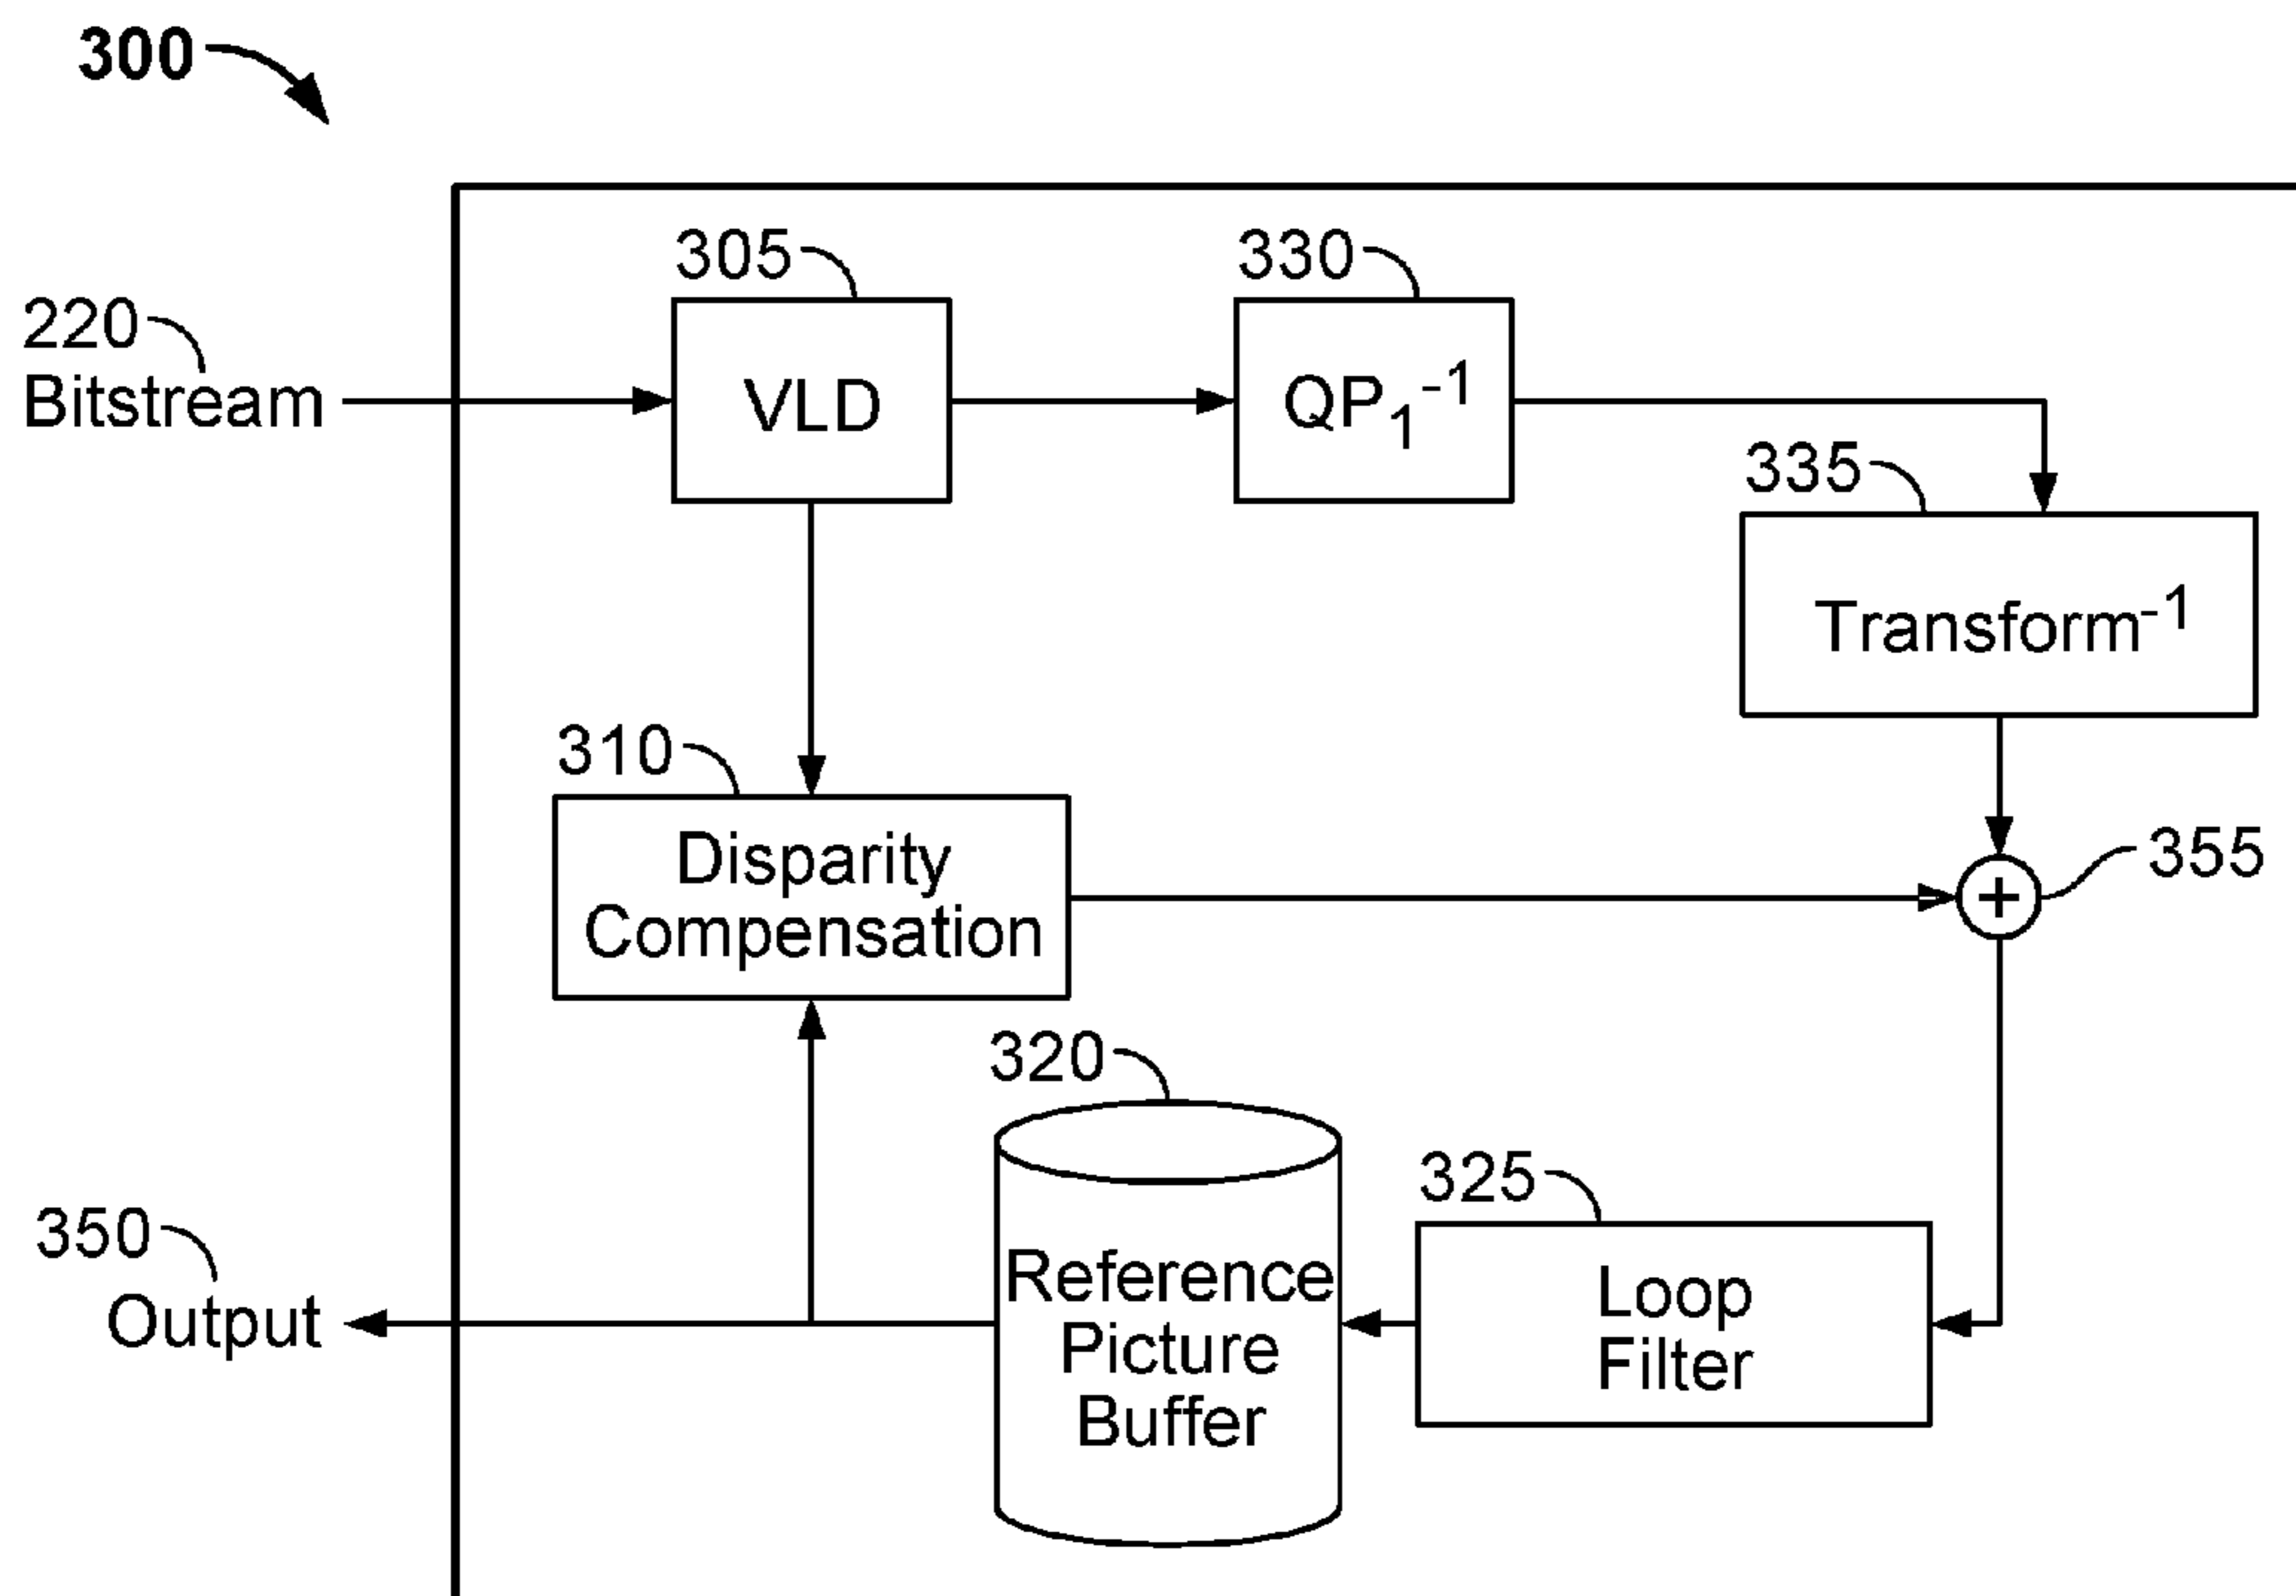 300
305
330
220
Bitstream
VLD
QP₁⁻¹
335
Transform⁻¹
310
Disparity
Compensation
355
320
325
350
Output
Reference
Picture
Buffer
Loop
Filter
+